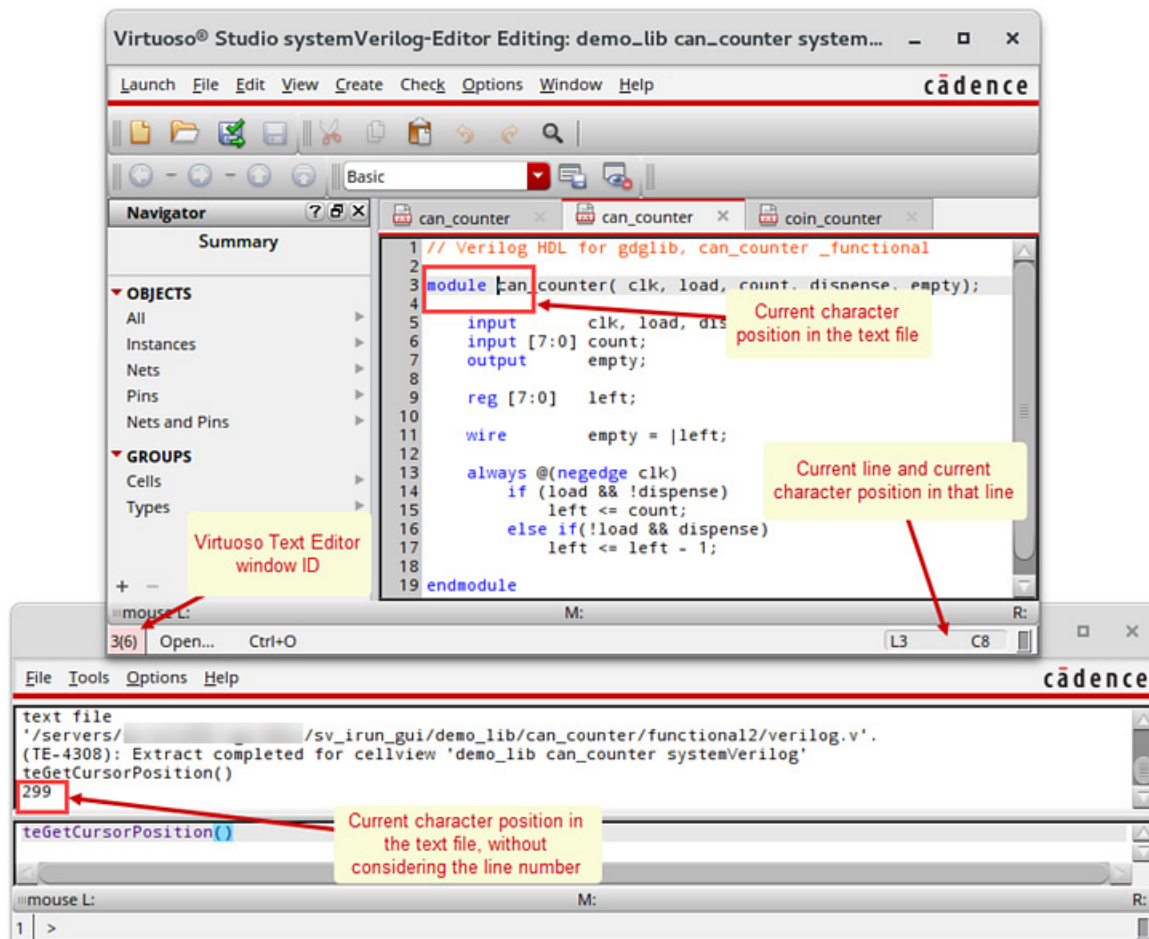 Virtuoso® Studio systemVerilog-Editor Editing: demo_lib can_counter system...
Launch File Edit View Create Check Options Window Help
cādence
Basic
Navigator
Summary
OBJECTS
All
Instances
Nets
Pins
Nets and Pins
GROUPS
Cells
Types
can_counter
can_counter
coin_counter
1 // Verilog HDL for gdglib, can_counter _functional
2
3 module can_counter( clk, load, count, dispense, empty);
4
5 input clk, load, dis
6 input [7:0] count;
7 output empty;
8
9 reg [7:0] left;
10
11 wire empty = |left;
12
13 always @(negedge clk)
14 if (load && !dispense)
15 left <= count;
16 else if(!load && dispense)
17 left <= left - 1;
18
19 endmodule
Current character
position in the text file
Current line and current
character position in that line
Virtuoso Text Editor
window ID
mouse L: M: R:
3(6) Open... Ctrl+O L3 C8
File Tools Options Help
cādence
text file
'/servers/ /sv_irun_gui/demo_lib/can_counter/functional2/verilog.v'.
(TE-4308): Extract completed for cellview 'demo_lib can_counter systemVerilog'
teGetCursorPosition()
299
Current character position in
the text file, without
considering the line number
teGetCursorPosition()
mouse L: M: R:
1 >